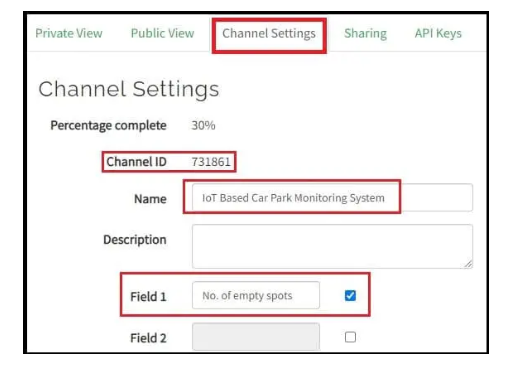 Private View Public View Channel Settings Sharing API Keys
Channel Settings
Percentage complete 30%
Channel ID 731861
Name IoT Based Car Park Monitoring System
Description
Field 1 No. of empty spots
Field 2